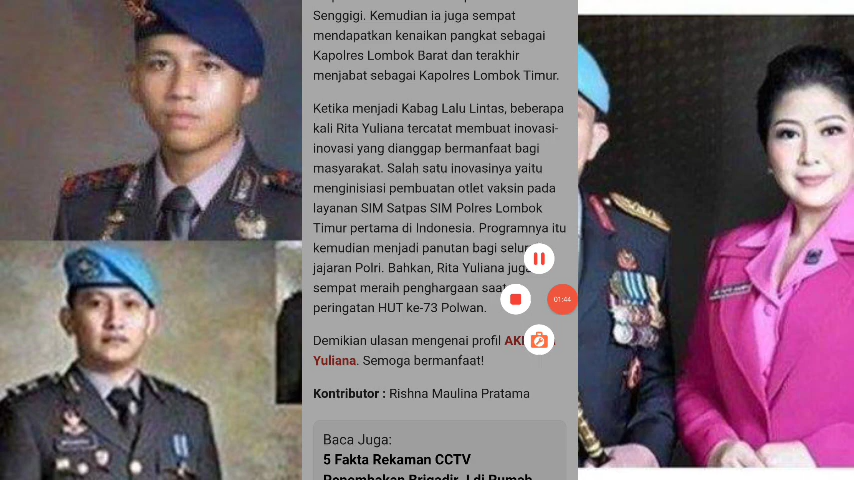 Senggigi. Kemudian ia juga sempat
mendapatkan kenaikan pangkat sebagai
Kapolres Lombok Barat dan terakhir
menjabat sebagai Kapolres Lombok Timur.
Ketika menjadi Kabag Lalu Lintas, beberapa
kali Rita Yuliana tercatat membuat inovasi-
inovasi yang dianggap bermanfaat bagi
masyarakat. Salah satu inovasinya yaitu
menginisiasi pembuatan otlet vaksin pada
layanan SIM Satpas SIM Polres Lombok
Timur pertama di Indonesia. Programnya itu
kemudian menjadi panutan bagi
jajaran Polri. Bahkan, Rita Yuliana juga
sempat meraih penghargaan saat
peringatan HUT ke-73 Polwan.
01:44
Demikian ulasan mengenai profil
Yuliana. Semoga bermanfaat!
Kontributor : Rishna Maulina Pratama
Baca Juga:
5 Fakta Rekaman CCTV
Penembakan Brigadir J di Rumah